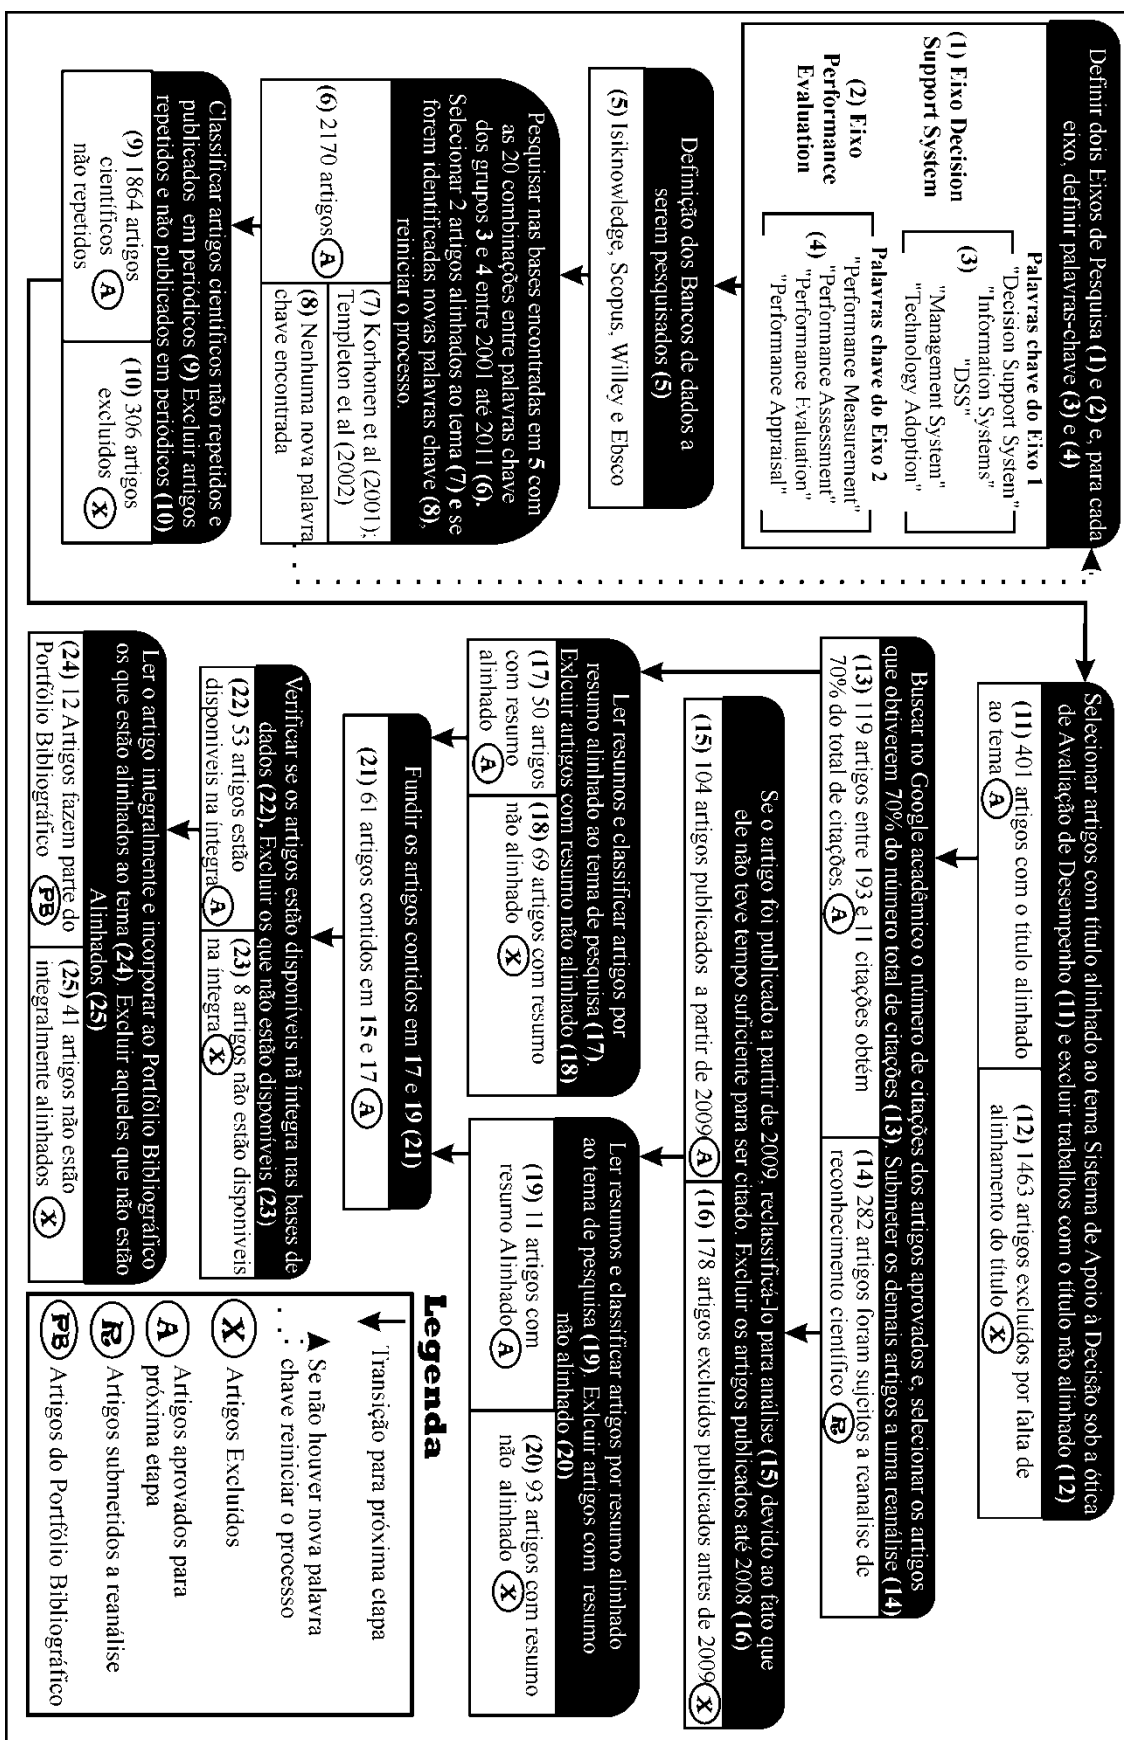 Definir dois Eixos de Pesquisa (1) e (2) e, para cada
eixo, definir palavras-chave (3) e (4)
(1) Eixo Decision
Support System
Palavras chave do Eixo 1
"Decision Support System"
"Information Systems"
(3) "DSS"
"Management System"
"Technology Adoption"
(2) Eixo
Performance
Evaluation
Palavras chave do Eixo 2
"Performance Measurement"
"Performance Assessment"
(4) "Performance Evaluation"
"Performance Appraisal"
Definição dos Bancos de dados a
serem pesquisados (5)
(5) Isiknowledge, Scopus, Willey e Ebsco
Pesquisar nas bases encontradas em 5 com
as 20 combinações entre palavras chave
dos grupos 3 e 4 entre 2001 até 2011 (6).
Selecionar 2 artigos alinhados ao tema (7) e se
forem identificadas novas palavras chave (8),
reiniciar o processo.
(6) 2170 artigos A
(7) Korhonen et al (2001);
Templeton et al (2002)
(8) Nenhuma nova palavra
chave encontrada
Classificar artigos científicos não repetidos e
publicados em periódicos (9) Excluir artigos
repetidos e não publicados em periódicos (10)
(9) 1864 artigos
científicos A
não repetidos
(10) 306 artigos
excluídos X
Selecionar artigos com título alinhado ao tema Sistema de Apoio à Decisão sob a ótica
de Avaliação de Desempenho (11) e excluir trabalhos com o título não alinhado (12)
(11) 401 artigos com o título alinhado
ao tema A
(12) 1463 artigos excluídos por falta de
alinhamento do título X
Buscar no Google acadêmico o número de citações dos artigos aprovados e, selecionar os artigos
que obtiverem 70% do número total de citações (13). Submeter os demais artigos a uma reanálise (14)
(13) 119 artigos entre 193 e 11 citações obtém
70% do total de citações. A
(14) 282 artigos foram sujeitos a reanalise de
reconhecimento científico R
Se o artigo foi publicado a partir de 2009, reclassificá-lo para análise (15) devido ao fato que
ele não teve tempo suficiente para ser citado. Excluir os artigos publicados até 2008 (16)
(15) 104 artigos publicados a partir de 2009 A
(16) 178 artigos excluídos publicados antes de 2009 X
Ler resumos e classificar artigos por
resumo alinhado ao tema de pesquisa (17).
Exlcuir artigos com resumo não alinhado (18)
(17) 50 artigos
com resumo
alinhado A
(18) 69 artigos com resumo
não alinhado X
Ler resumos e classificar artigos por resumo alinhado
ao tema de pesquisa (19). Exlcuir artigos com resumo
não alinhado (20)
(19) 11 artigos com
resumo Alinhado A
(20) 93 artigos com resumo
não alinhado X
Fundir os artigos contidos em 17 e 19 (21)
(21) 61 artigos contidos em 15 e 17 A
Verificar se os artigos estão disponíveis nã íntegra nas bases de
dados (22). Excluir os que não estão disponíveis (23)
(22) 53 artigos estão
disponíveis na íntegra A
(23) 8 artigos não estão disponíveis
na íntegra X
Ler o artigo integralmente e incorporar ao Portfólio Bibliográfico
os que estão alinhados ao tema (24). Excluir aqueles que não estão
Alinhados (25)
(24) 12 Artigos fazem parte do
Portfólio Bibliográfico PB
(25) 41 artigos não estão
integralmente alinhados X
Legenda
Transição para próxima etapa
Se não houver nova palavra
chave reiniciar o processo
X Artigos Excluídos
A Artigos aprovados para
próxima etapa
R Artigos submetidos a reanálise
PB Artigos do Portfólio Bibliográfico